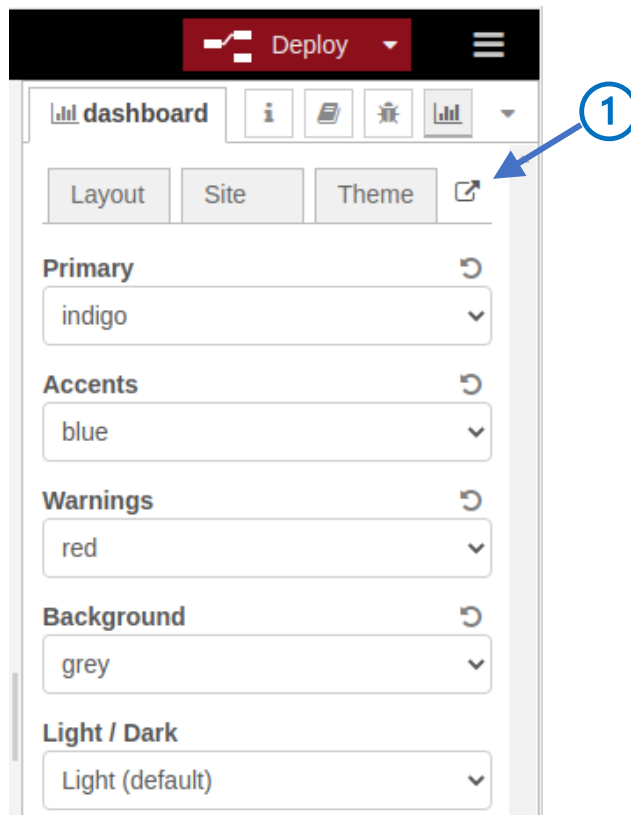 Deploy
dashboard i
1
Layout Site Theme
Primary
indigo
Accents
blue
Warnings
red
Background
grey
Light / Dark
Light (default)